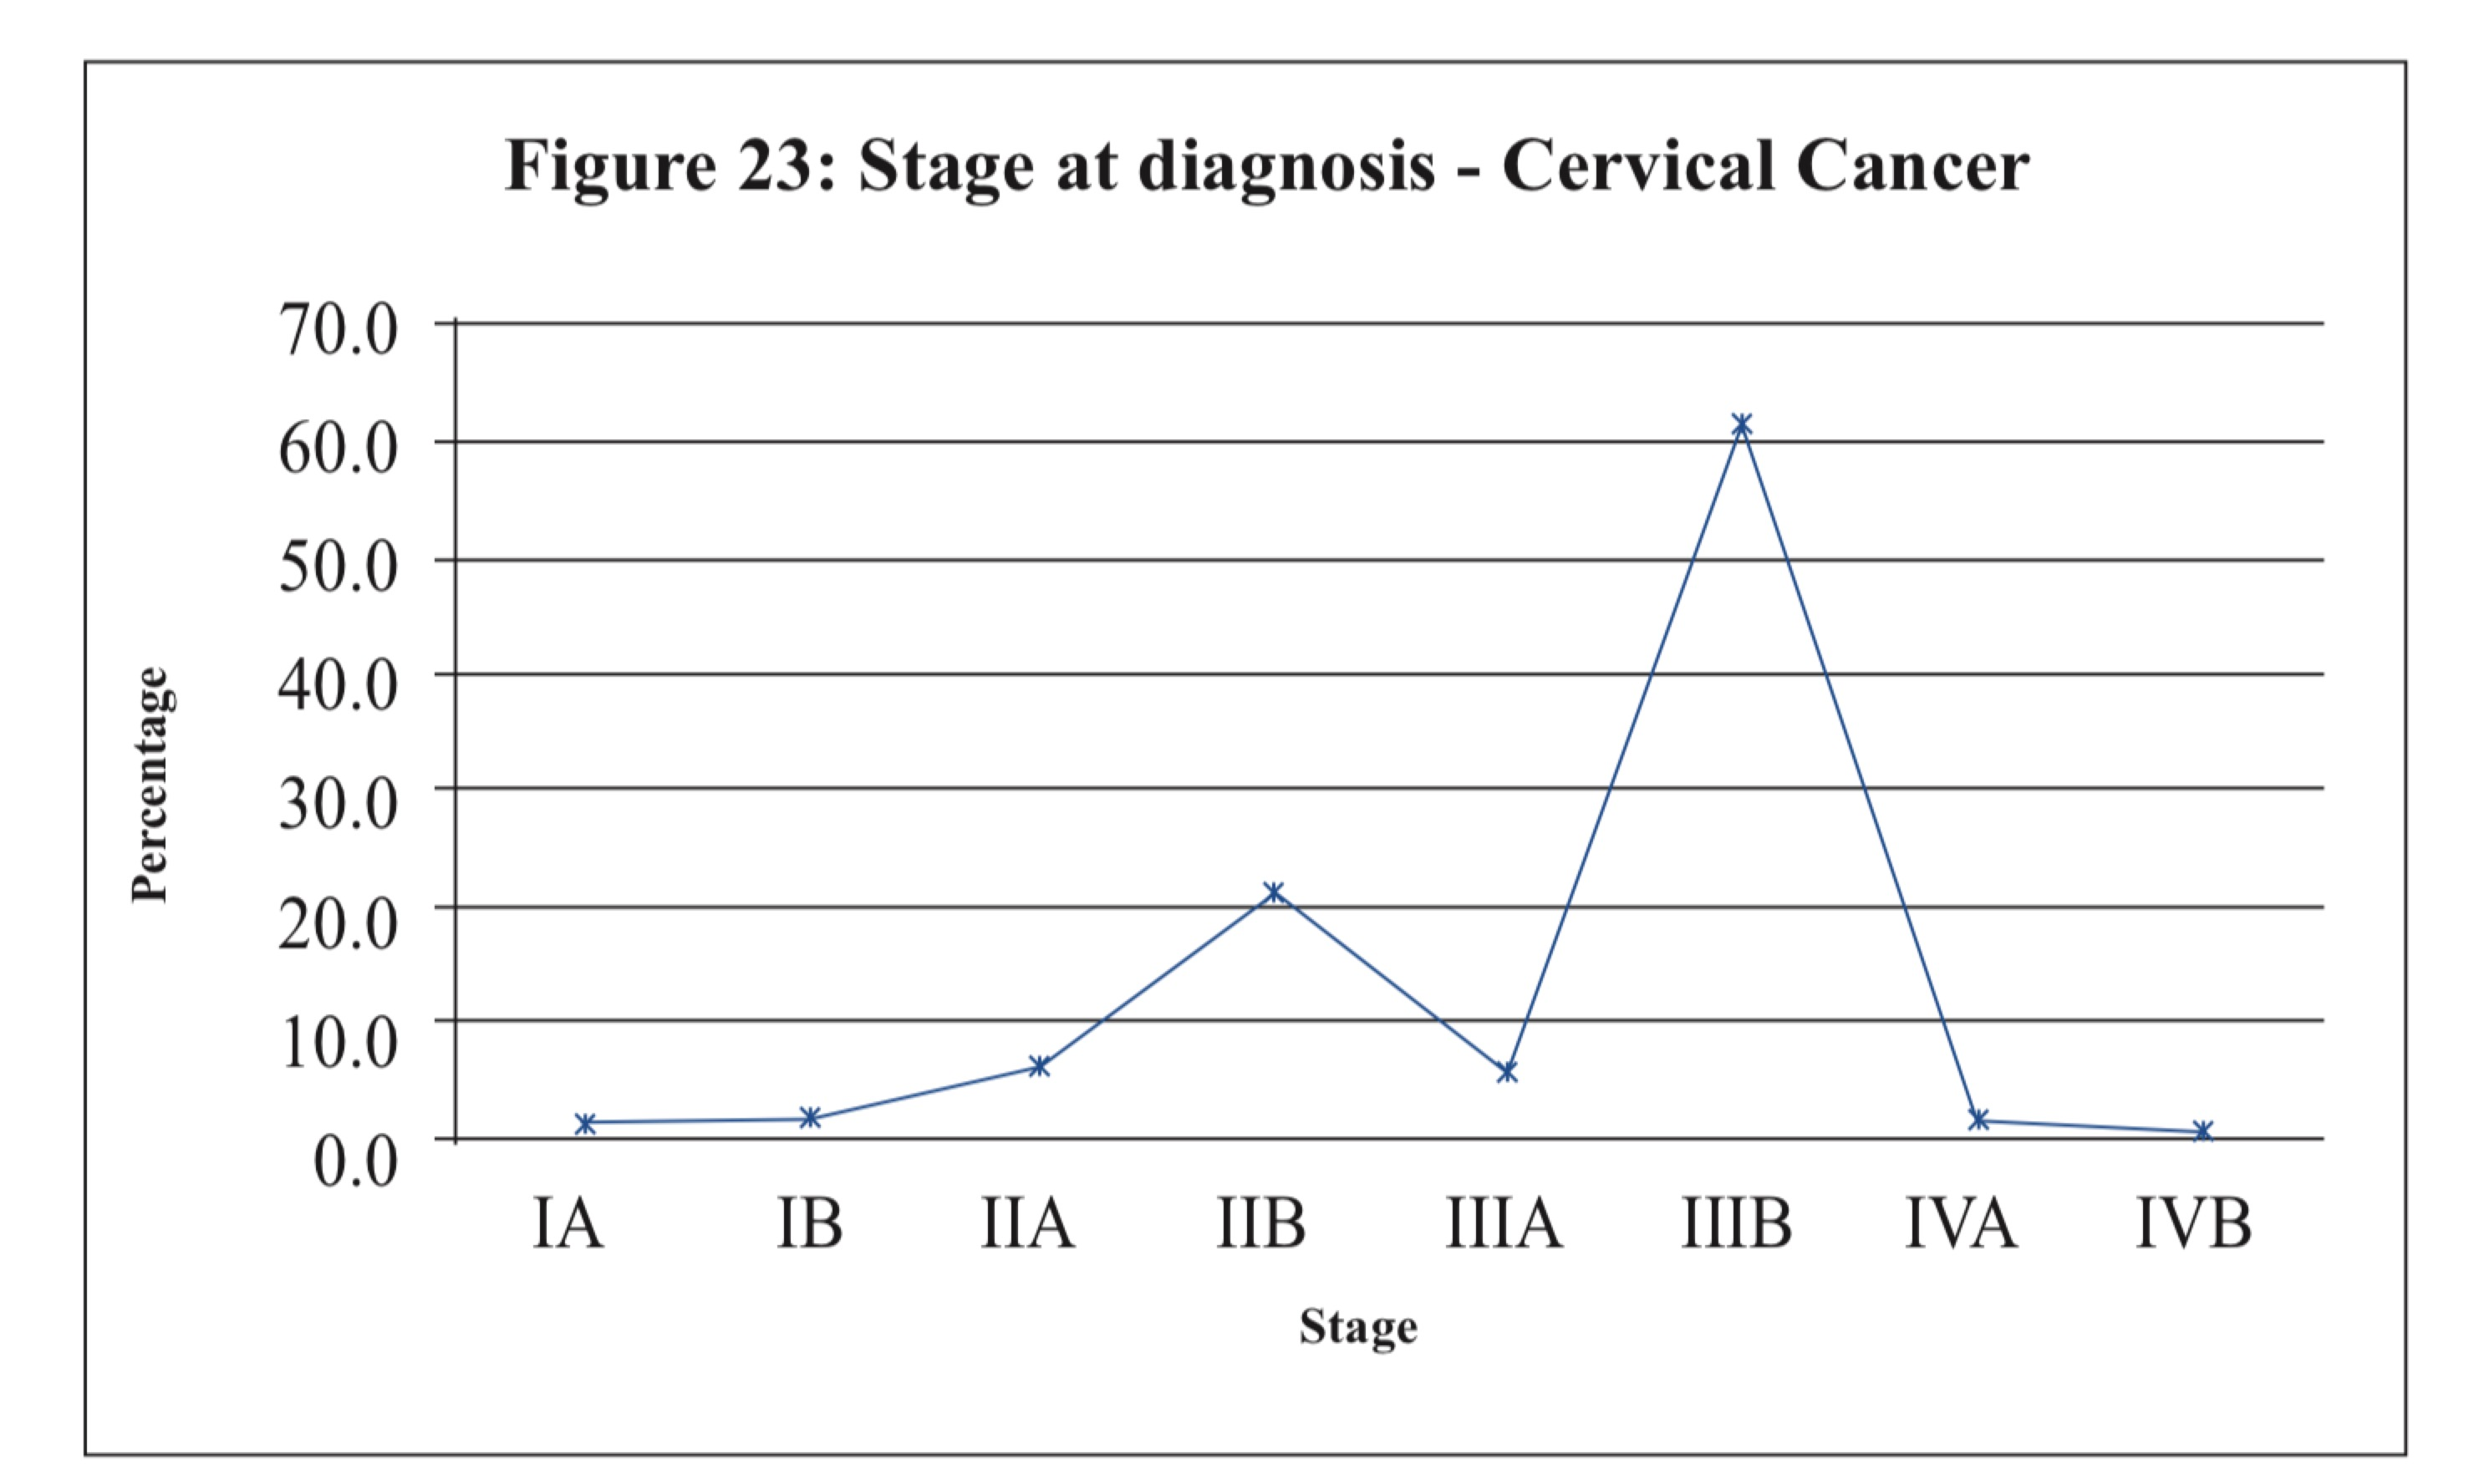 Figure 23: Stage at diagnosis - Cervical Cancer
70.0
60.0
50.0
40.0
30.0
20.0
10.0
0.0
Percentage
IA IB IIA IIB IIIA IIIB IVA IVB
Stage